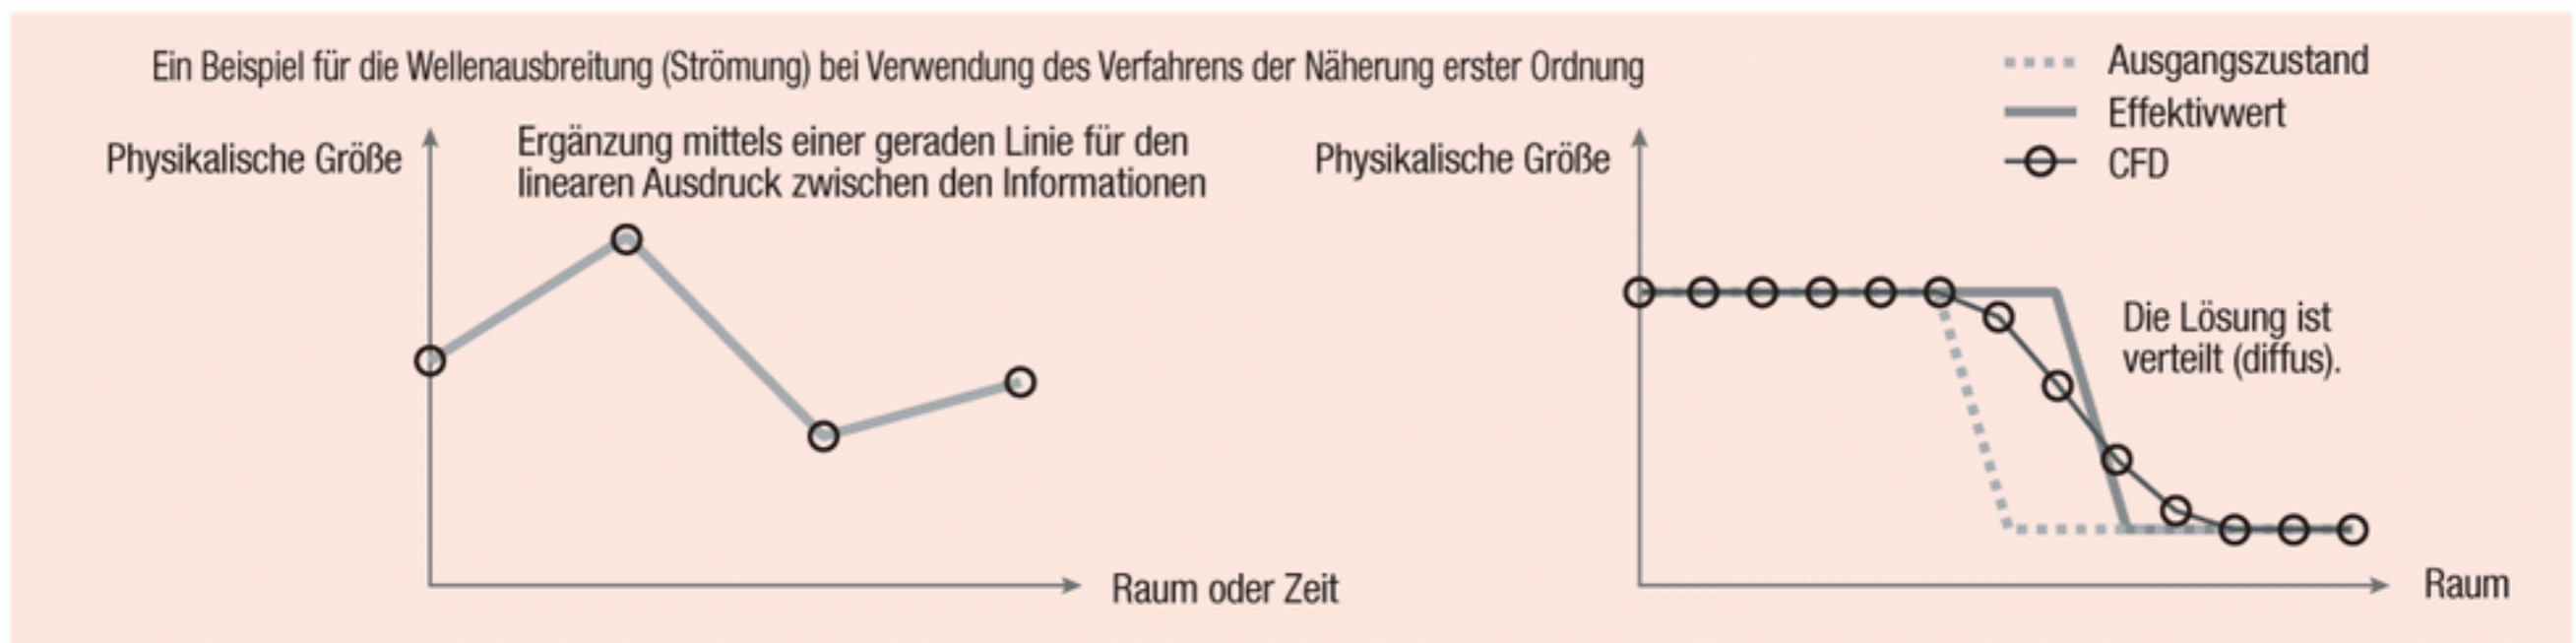 Ein Beispiel für die Wellenausbreitung (Strömung) bei Verwendung des Verfahrens der Näherung erster Ordnung
Physikalische Größe
Ergänzung mittels einer geraden Linie für den
linearen Ausdruck zwischen den Informationen
Raum oder Zeit
Ausgangszustand
Effektivwert
CFD
Physikalische Größe
Die Lösung ist
verteilt (diffus).
Raum